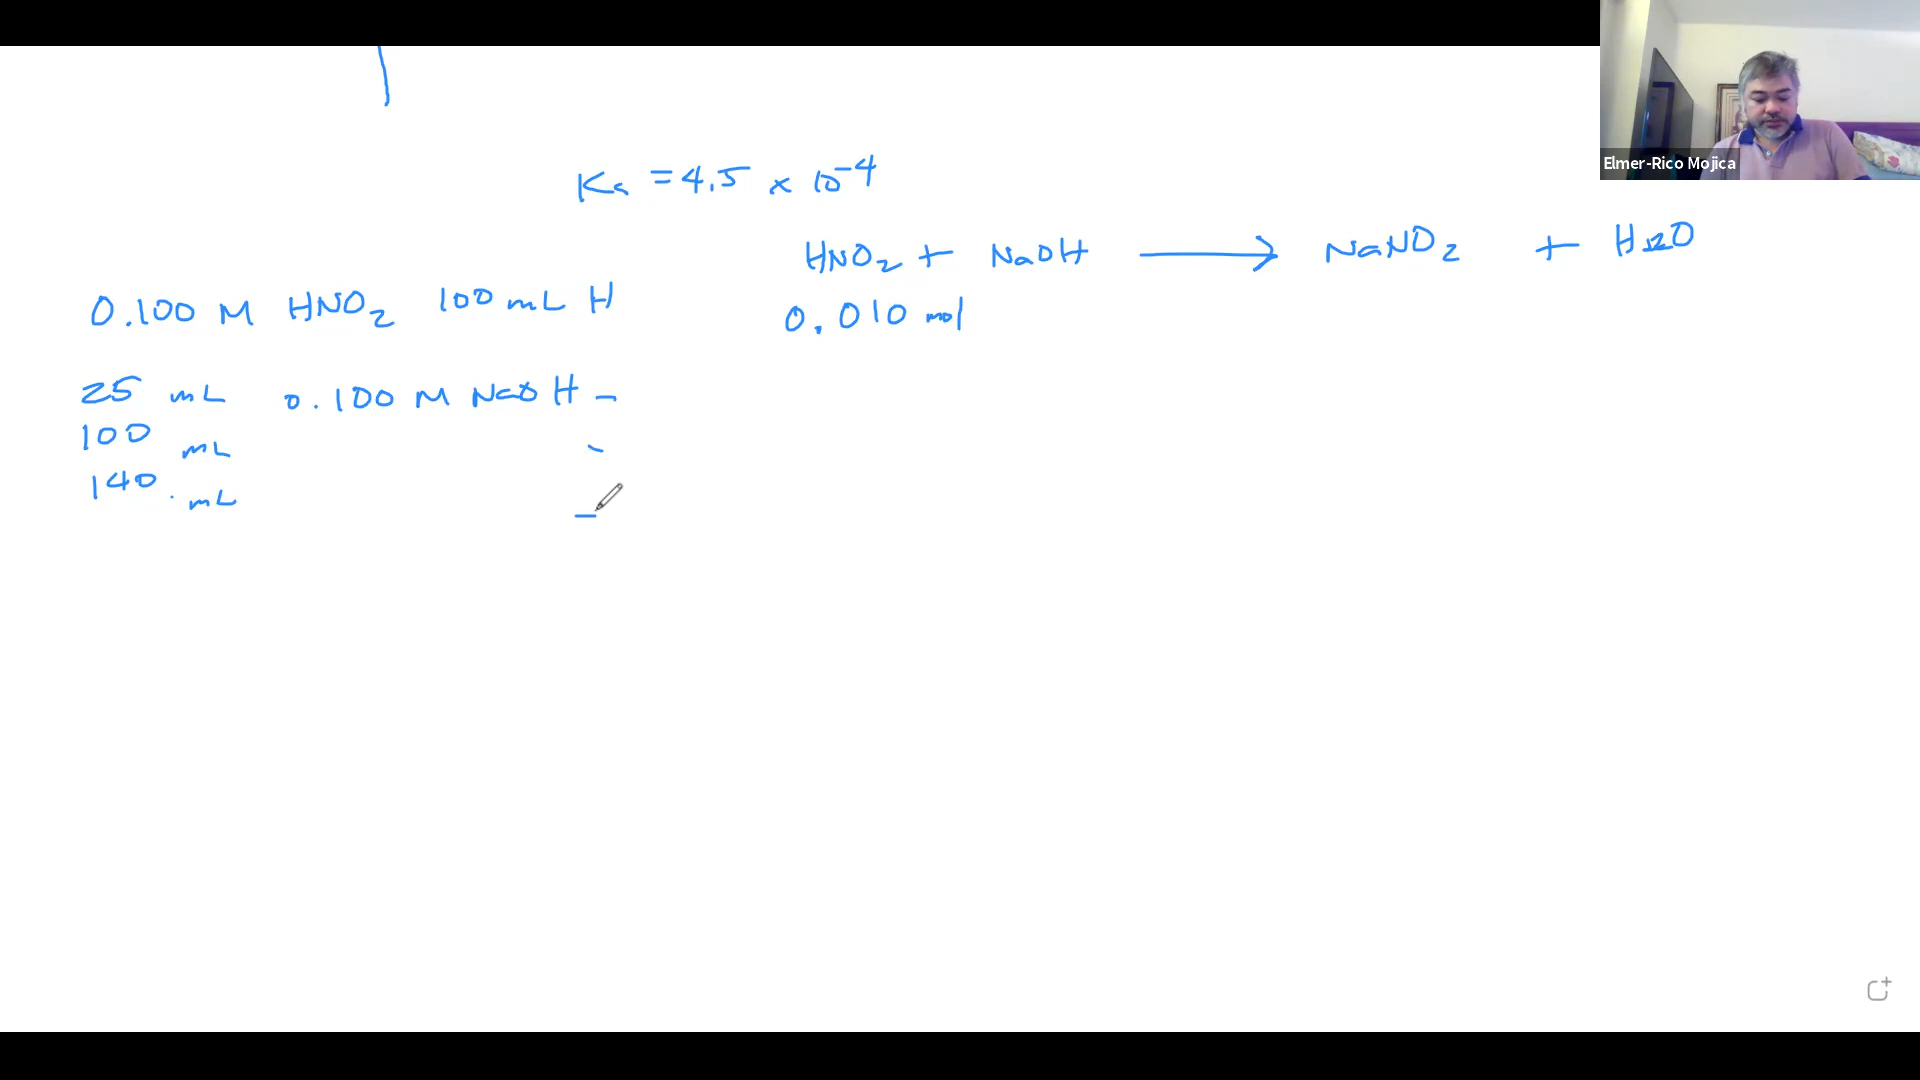 Elmer-Rico Mojica
Ka = 4.5 x 10⁻⁴
HNO₂ + NaOH ⟶ NaNO₂ + H₂O
0.100 M HNO₂ 100 mL H
0.010 mol
25 mL 0.100 M NaOH -
100 mL -
140. mL -